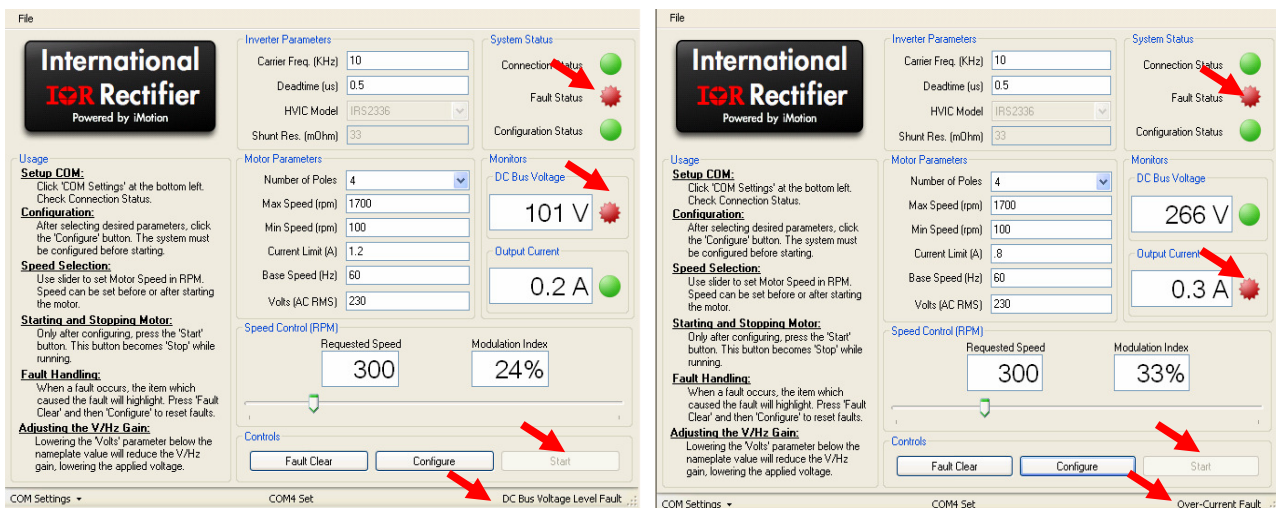 File
International
IOR Rectifier
Powered by iMotion
Inverter Parameters
Carrier Freq. (KHz) 10
Deadtime (us) 0.5
HVIC Model IRS2336
Shunt Res. (mOhm) 33
System Status
Connection Status
Fault Status
Configuration Status
Usage
Setup COM:
Click 'COM Settings' at the bottom left.
Check Connection Status.
Configuration:
After selecting desired parameters, click
the 'Configure' button. The system must
be configured before starting.
Speed Selection:
Use slider to set Motor Speed in RPM.
Speed can be set before or after starting
the motor.
Starting and Stopping Motor:
Only after configuring, press the 'Start'
button. This button becomes 'Stop' while
running.
Fault Handling:
When a fault occurs, the item which
caused the fault will highlight. Press 'Fault
Clear' and then 'Configure' to reset faults.
Adjusting the V/Hz Gain:
Lowering the 'Volts' parameter below the
nameplate value will reduce the V/Hz
gain, lowering the applied voltage.
Motor Parameters
Number of Poles 4
Max Speed (rpm) 1700
Min Speed (rpm) 100
Current Limit (A) 1.2
Base Speed (Hz) 60
Volts (AC RMS) 230
Monitors
DC Bus Voltage
101 V
Output Current
0.2 A
Speed Control (RPM)
Requested Speed Modulation Index
300 24%
Controls
Fault Clear Configure Start
COM Settings COM4 Set DC Bus Voltage Level Fault
File
International
IOR Rectifier
Powered by iMotion
Inverter Parameters
Carrier Freq. (KHz) 10
Deadtime (us) 0.5
HVIC Model IRS2336
Shunt Res. (mOhm) 33
System Status
Connection Status
Fault Status
Configuration Status
Usage
Setup COM:
Click 'COM Settings' at the bottom left.
Check Connection Status.
Configuration:
After selecting desired parameters, click
the 'Configure' button. The system must
be configured before starting.
Speed Selection:
Use slider to set Motor Speed in RPM.
Speed can be set before or after starting
the motor.
Starting and Stopping Motor:
Only after configuring, press the 'Start'
button. This button becomes 'Stop' while
running.
Fault Handling:
When a fault occurs, the item which
caused the fault will highlight. Press 'Fault
Clear' and then 'Configure' to reset faults.
Adjusting the V/Hz Gain:
Lowering the 'Volts' parameter below the
nameplate value will reduce the V/Hz
gain, lowering the applied voltage.
Motor Parameters
Number of Poles 4
Max Speed (rpm) 1700
Min Speed (rpm) 100
Current Limit (A) .8
Base Speed (Hz) 60
Volts (AC RMS) 230
Monitors
DC Bus Voltage
266 V
Output Current
0.3 A
Speed Control (RPM)
Requested Speed Modulation Index
300 33%
Controls
Fault Clear Configure Start
COM Settings COM4 Set Over-Current Fault